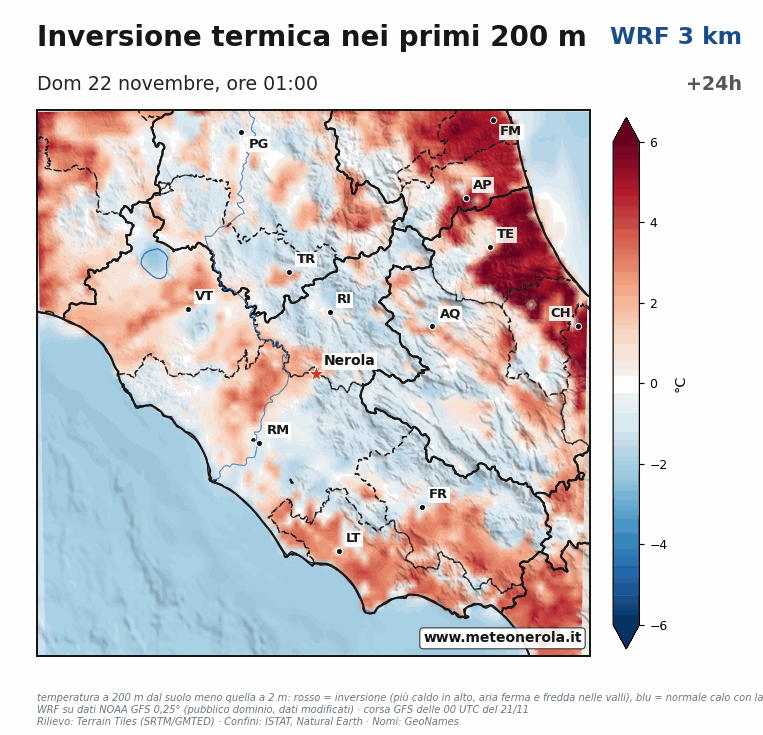 Inversione termica nei primi 200 m
WRF 3 km
Dom 22 novembre, ore 01:00
+24h
FM
PG
AP
TE
TR
VT
RI
AQ
CH
Nerola
RM
FR
LT
www.meteonerola.it
6
4
2
0
−2
−4
−6
°C
temperatura a 200 m dal suolo meno quella a 2 m: rosso = inversione (più caldo in alto, aria ferma e fredda nelle valli), blu = normale calo con la
WRF su dati NOAA GFS 0,25° (pubblico dominio, dati modificati) · corsa GFS delle 00 UTC del 21/11
Rilievo: Terrain Tiles (SRTM/GMTED) · Confini: ISTAT, Natural Earth · Nomi: GeoNames